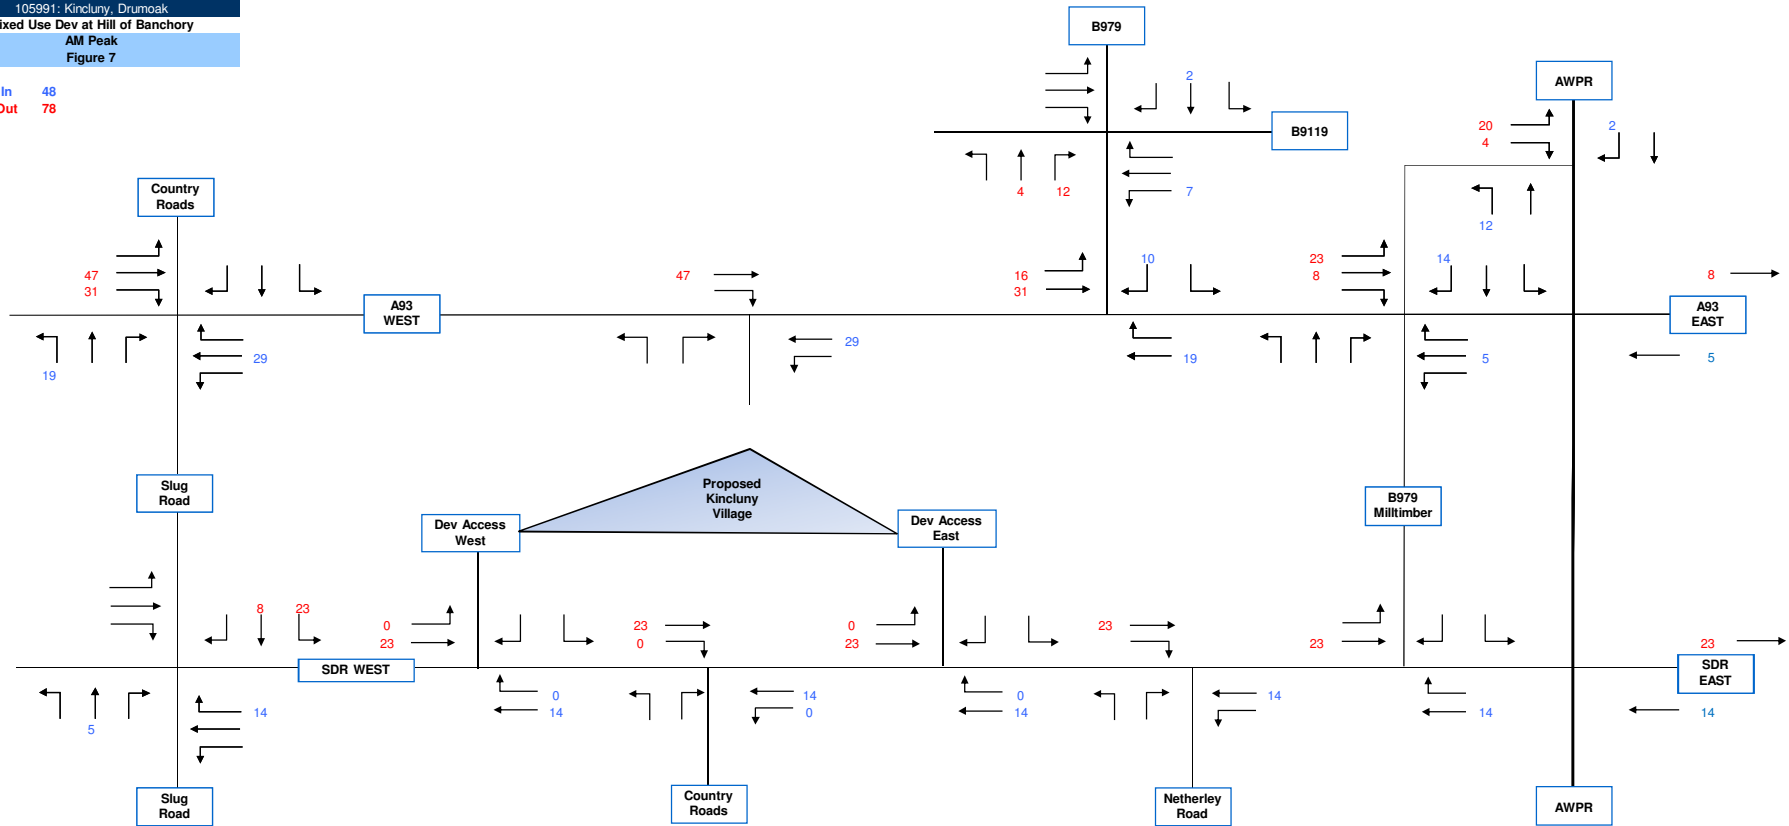 105991: Kincluny, Drumoak
ixed Use Dev at Hill of Banchory
AM Peak
Figure 7
In 48
Out 78
B979
AWPR
2
20
4
2
B9119
4 12
7
12
Country
Roads
47
31
47
16
31
10
23
8
14
8
A93
WEST
A93
EAST
19
29
29
19
5
5
Slug
Road
Proposed
Kincluny
Village
Dev Access
West
Dev Access
East
B979
Milltimber
8 23
0
23
23
0
0
23
23
23
23
SDR WEST
SDR
EAST
5
14
0
14
14
0
0
14
14
14
14
Slug
Road
Country
Roads
Netherley
Road
AWPR